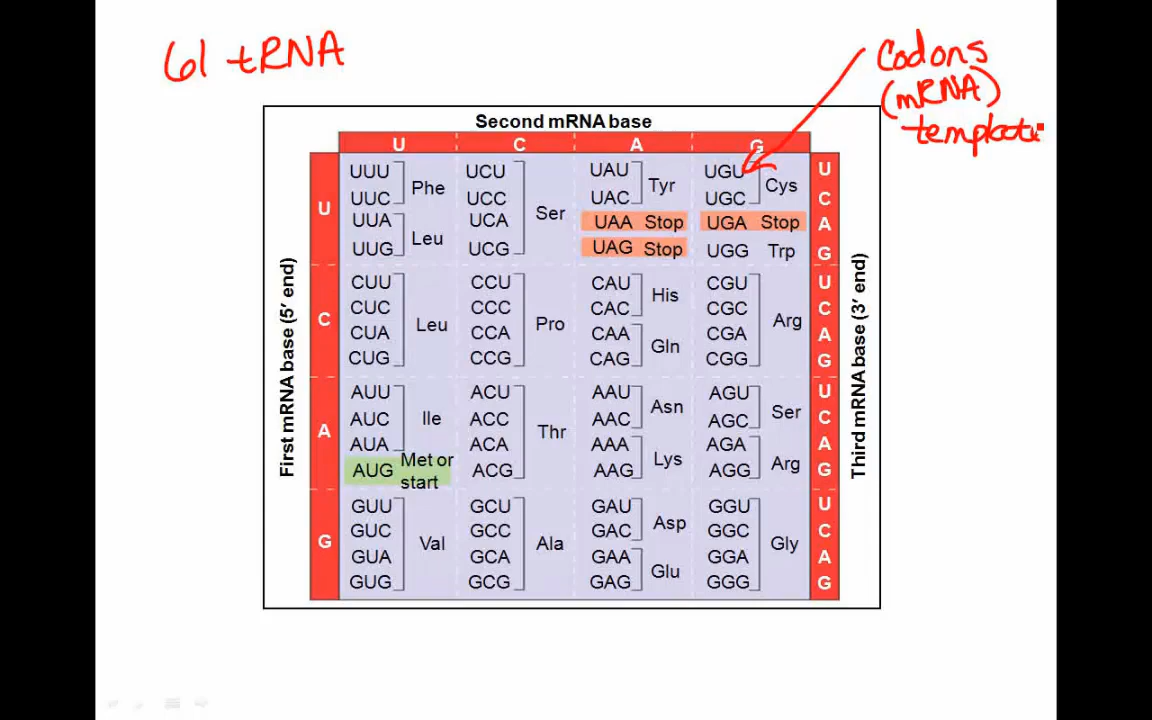 61 tRNA
Codons
(mRNA)
template
Second mRNA base
U C A G
First mRNA base (5′ end)
Third mRNA base (3′ end)
U
UUU UCU UAU UGU U
Phe Tyr Cys
UUC UCC UAC UGC C
Ser
UUA UCA UAA Stop UGA Stop A
Leu
UUG UCG UAG Stop UGG Trp G
C
CUU CCU CAU CGU U
His
CUC CCC CAC CGC C
Leu Pro Arg
CUA CCA CAA CGA A
Gln
CUG CCG CAG CGG G
A
AUU ACU AAU AGU U
Asn Ser
AUC ACC AAC AGC C
Ile Thr
AUA ACA AAA AGA A
Lys Arg
AUG Met or start ACG AAG AGG G
G
GUU GCU GAU GGU U
Asp
GUC GCC GAC GGC C
Val Ala Gly
GUA GCA GAA GGA A
Glu
GUG GCG GAG GGG G